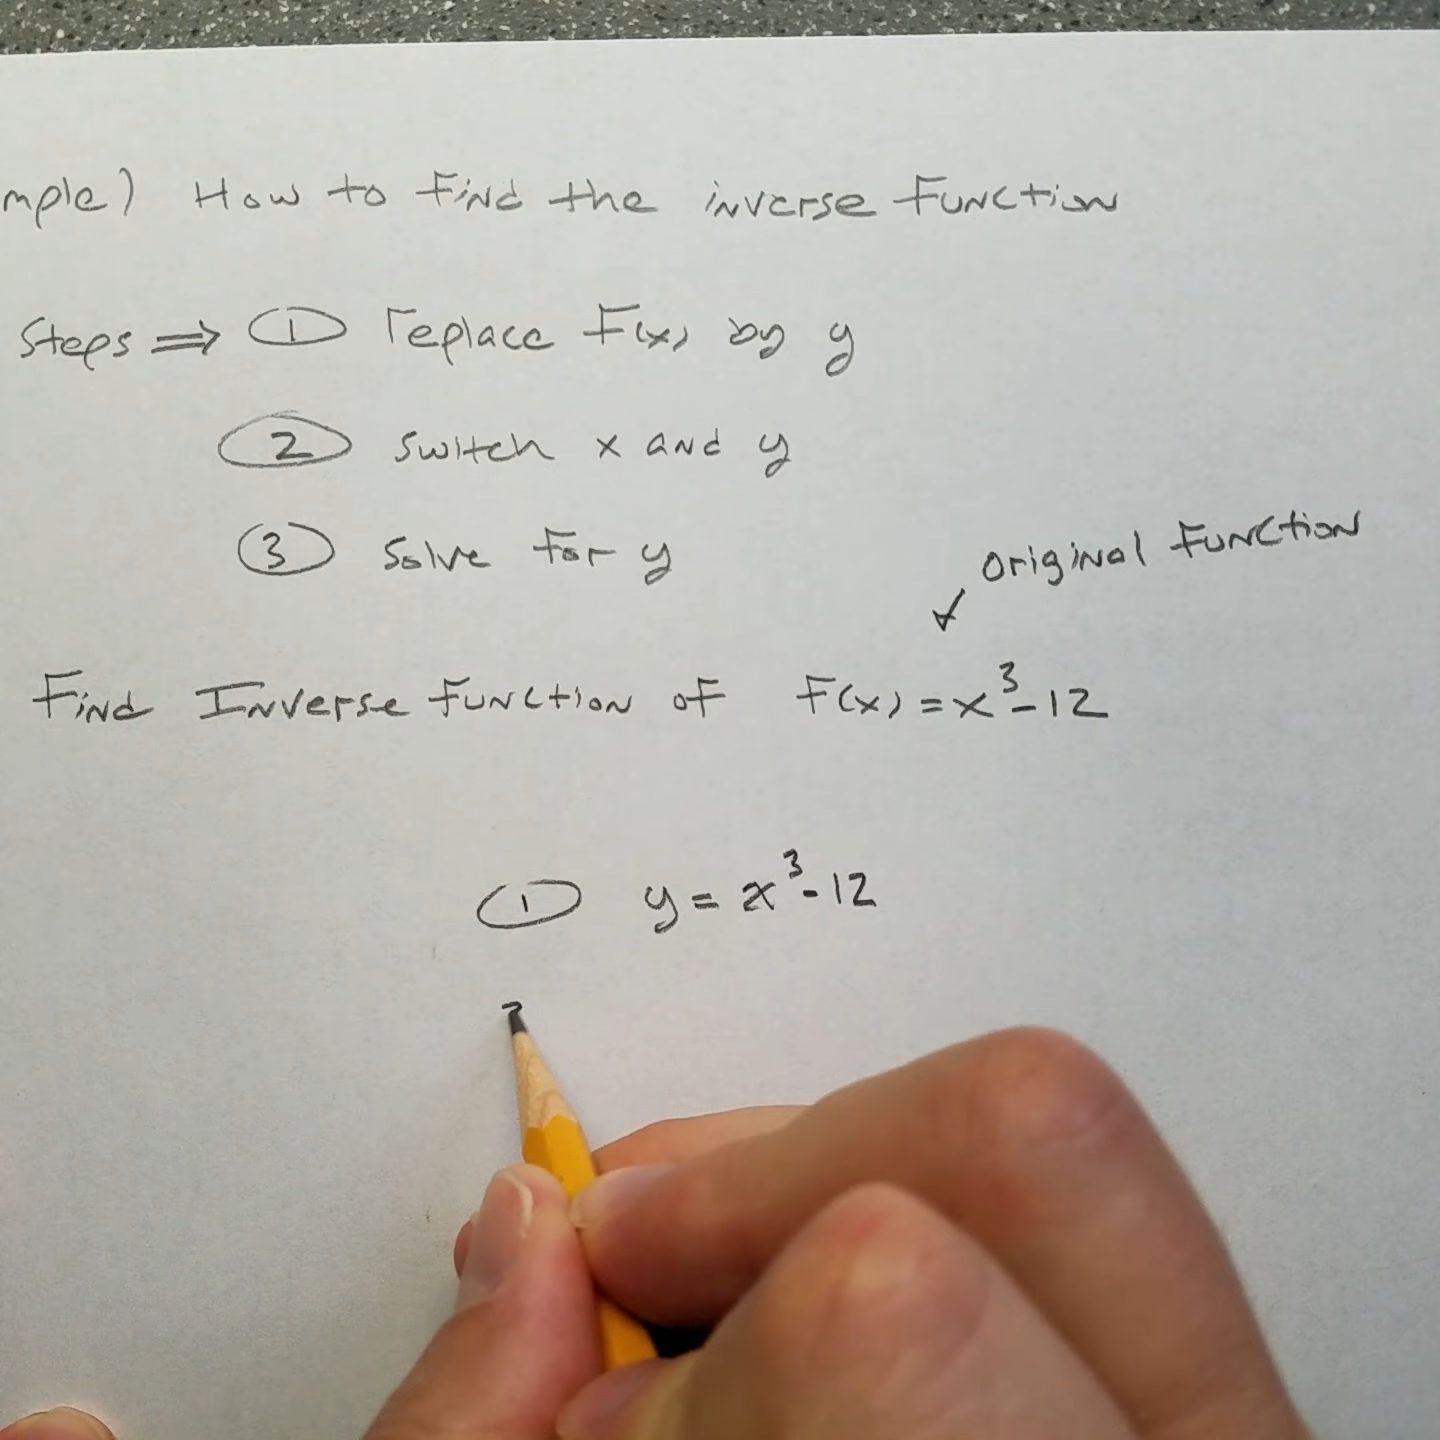 mple) How to Find the inverse Function
Steps ⇒ ① replace F(x) by y
② Switch x and y
③ Solve for y
original Function
Find Inverse Function of F(x) = x³-12
① y = x³-12